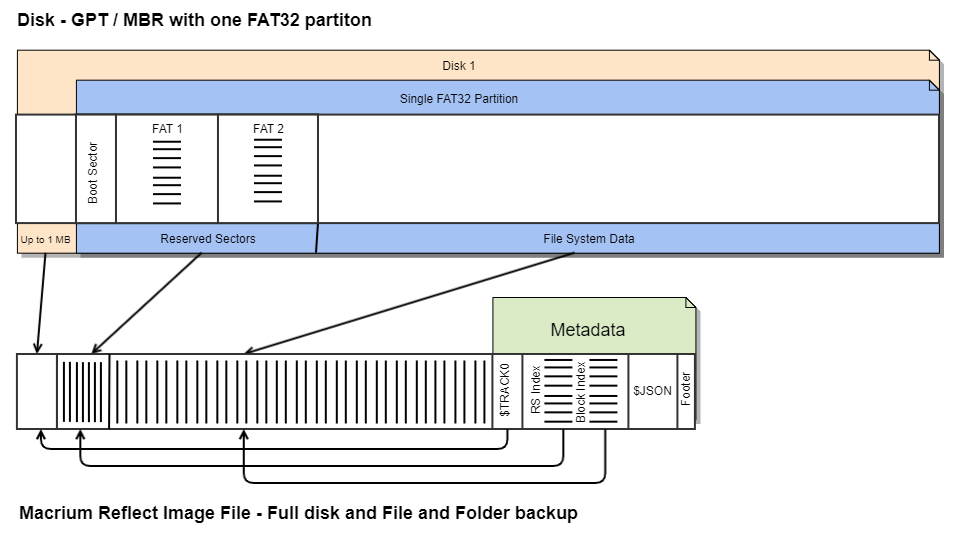 Disk - GPT / MBR with one FAT32 partiton
Disk 1
Single FAT32 Partition
Boot Sector
FAT 1
FAT 2
Up to 1 MB
Reserved Sectors
File System Data
Metadata
$TRACK0
RS Index
Block Index
$JSON
Footer
Macrium Reflect Image File - Full disk and File and Folder backup